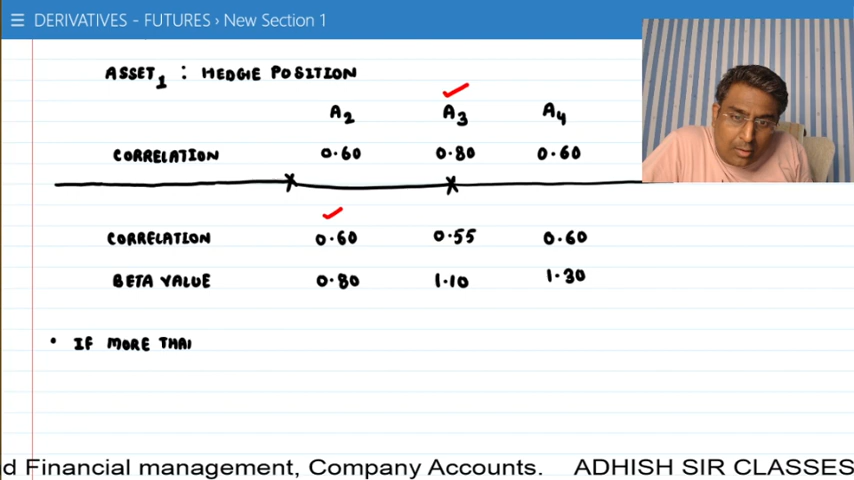 ☰ DERIVATIVES - FUTURES › New Section 1
ASSET1 : HEDGE POSITION
A2 A3 A4
CORRELATION 0.60 0.80 0.60
CORRELATION 0.60 0.55 0.60
BETA VALUE 0.80 1.10 1.30
• IF MORE THAN
d Financial management, Company Accounts. ADHISH SIR CLASSES